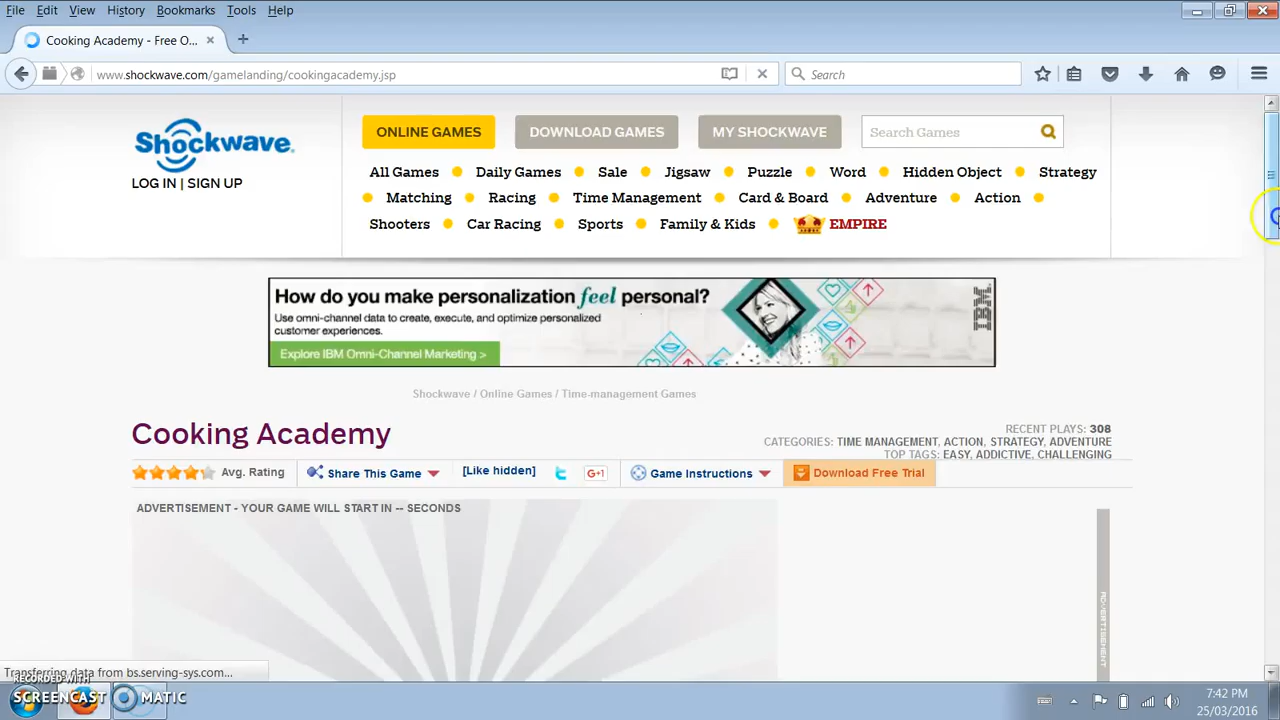 File Edit View History Bookmarks Tools Help
Cooking Academy - Free O...
www.shockwave.com/gamelanding/cookingacademy.jsp
Search
Shockwave.
LOG IN | SIGN UP
ONLINE GAMES DOWNLOAD GAMES MY SHOCKWAVE Search Games
All Games Daily Games Sale Jigsaw Puzzle Word Hidden Object Strategy
Matching Racing Time Management Card & Board Adventure Action
Shooters Car Racing Sports Family & Kids EMPIRE
How do you make personalization feel personal?
Use omni-channel data to create, execute, and optimize personalized
customer experiences.
Explore IBM Omni-Channel Marketing >
IBM
Shockwave / Online Games / Time-management Games
Cooking Academy
RECENT PLAYS: 308
CATEGORIES: TIME MANAGEMENT, ACTION, STRATEGY, ADVENTURE
TOP TAGS: EASY, ADDICTIVE, CHALLENGING
Avg. Rating Share This Game [Like hidden] G+1 Game Instructions Download Free Trial
ADVERTISEMENT - YOUR GAME WILL START IN -- SECONDS
ADVERTISEMENT
Transferring data from bs.serving-sys.com...
RECORDED WITH
SCREENCAST MATIC
7:42 PM
25/03/2016